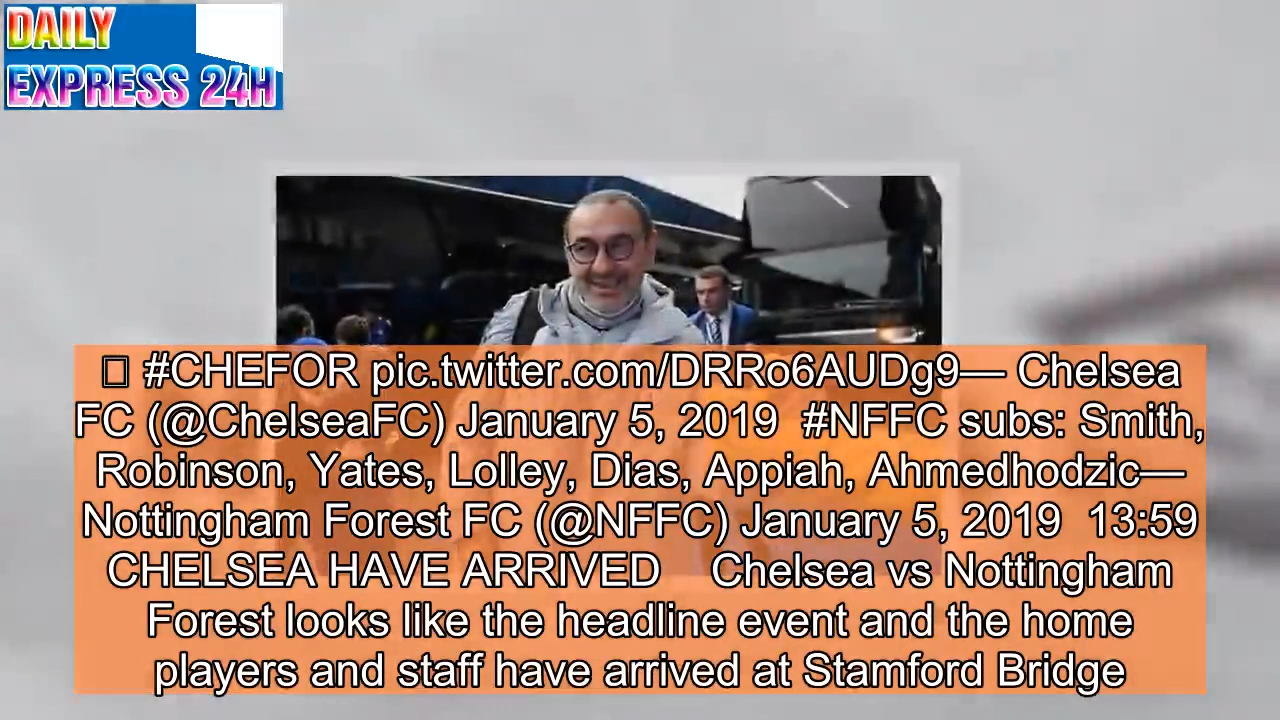 DAILY
EXPRESS 24H
#CHEFOR pic.twitter.com/DRRo6AUDg9— Chelsea
FC (@ChelseaFC) January 5, 2019 #NFFC subs: Smith,
Robinson, Yates, Lolley, Dias, Appiah, Ahmedhodzic—
Nottingham Forest FC (@NFFC) January 5, 2019 13:59
CHELSEA HAVE ARRIVED Chelsea vs Nottingham
Forest looks like the headline event and the home
players and staff have arrived at Stamford Bridge